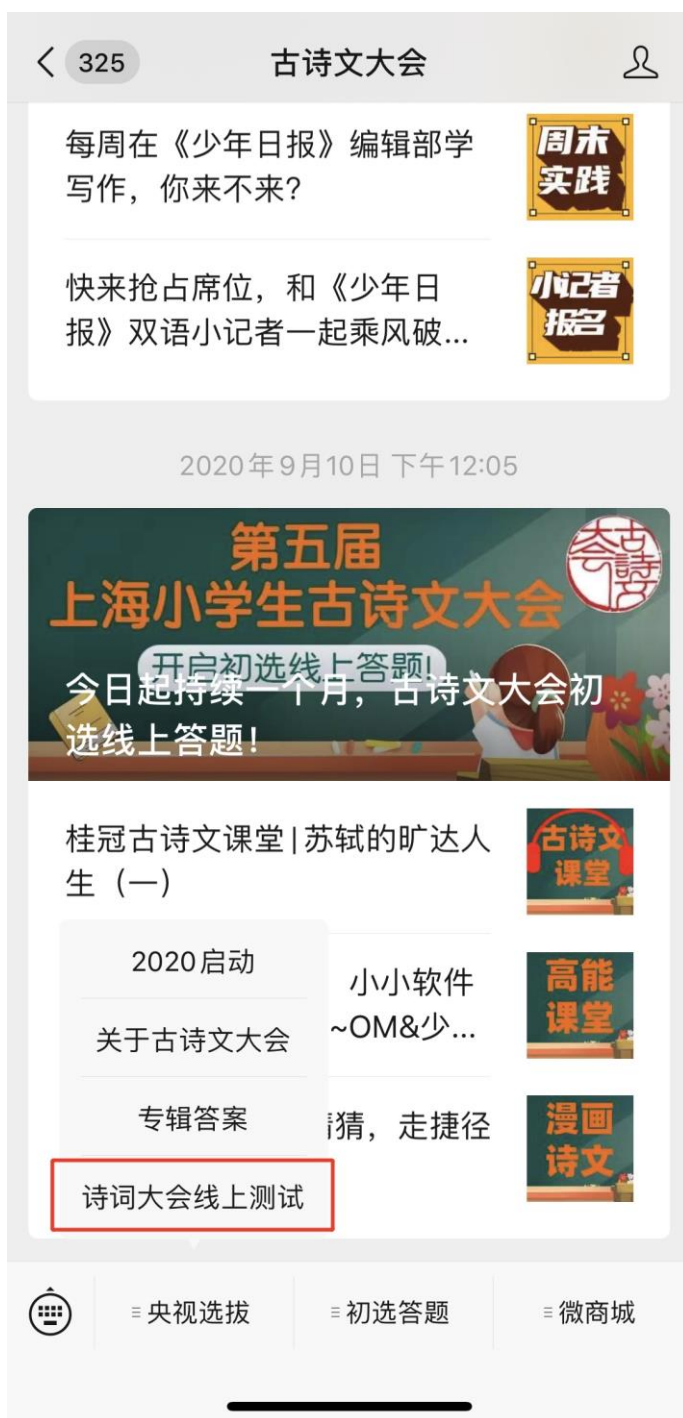 325
古诗文大会
每周在《少年日报》编辑部学
写作，你来不来？
周末
实践
快来抢占席位，和《少年日
报》双语小记者一起乘风破...
小记者
报名
2020年9月10日 下午12:05
第五届
上海小学生古诗文大会
古诗文大会
开启初选线上答题!
今日起持续一个月，古诗文大会初
选线上答题！
桂冠古诗文课堂|苏轼的旷达人
生（一）
古诗文
课堂
2020启动
小小软件
~OM&少...
高能
课堂
关于古诗文大会
专辑答案
猜，走捷径
漫画
诗文
诗词大会线上测试
央视选拔
初选答题
微商城